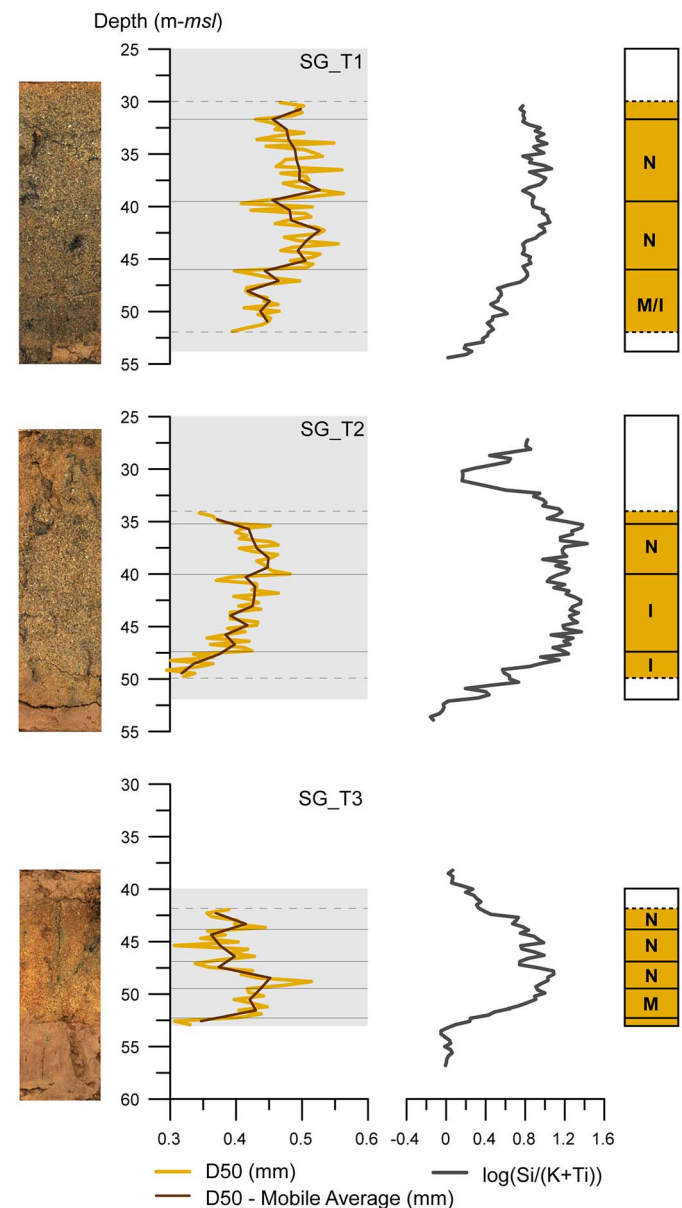 Depth (m-msl)
25
30
35
40
45
50
55
SG_T1
N
N
M/I
25
30
35
40
45
50
55
SG_T2
N
I
I
30
35
40
45
50
55
60
SG_T3
N
N
N
M
0.3 0.4 0.5 0.6
-0.4 0 0.4 0.8 1.2 1.6
D50 (mm)
D50 - Mobile Average (mm)
log(Si/(K+Ti))